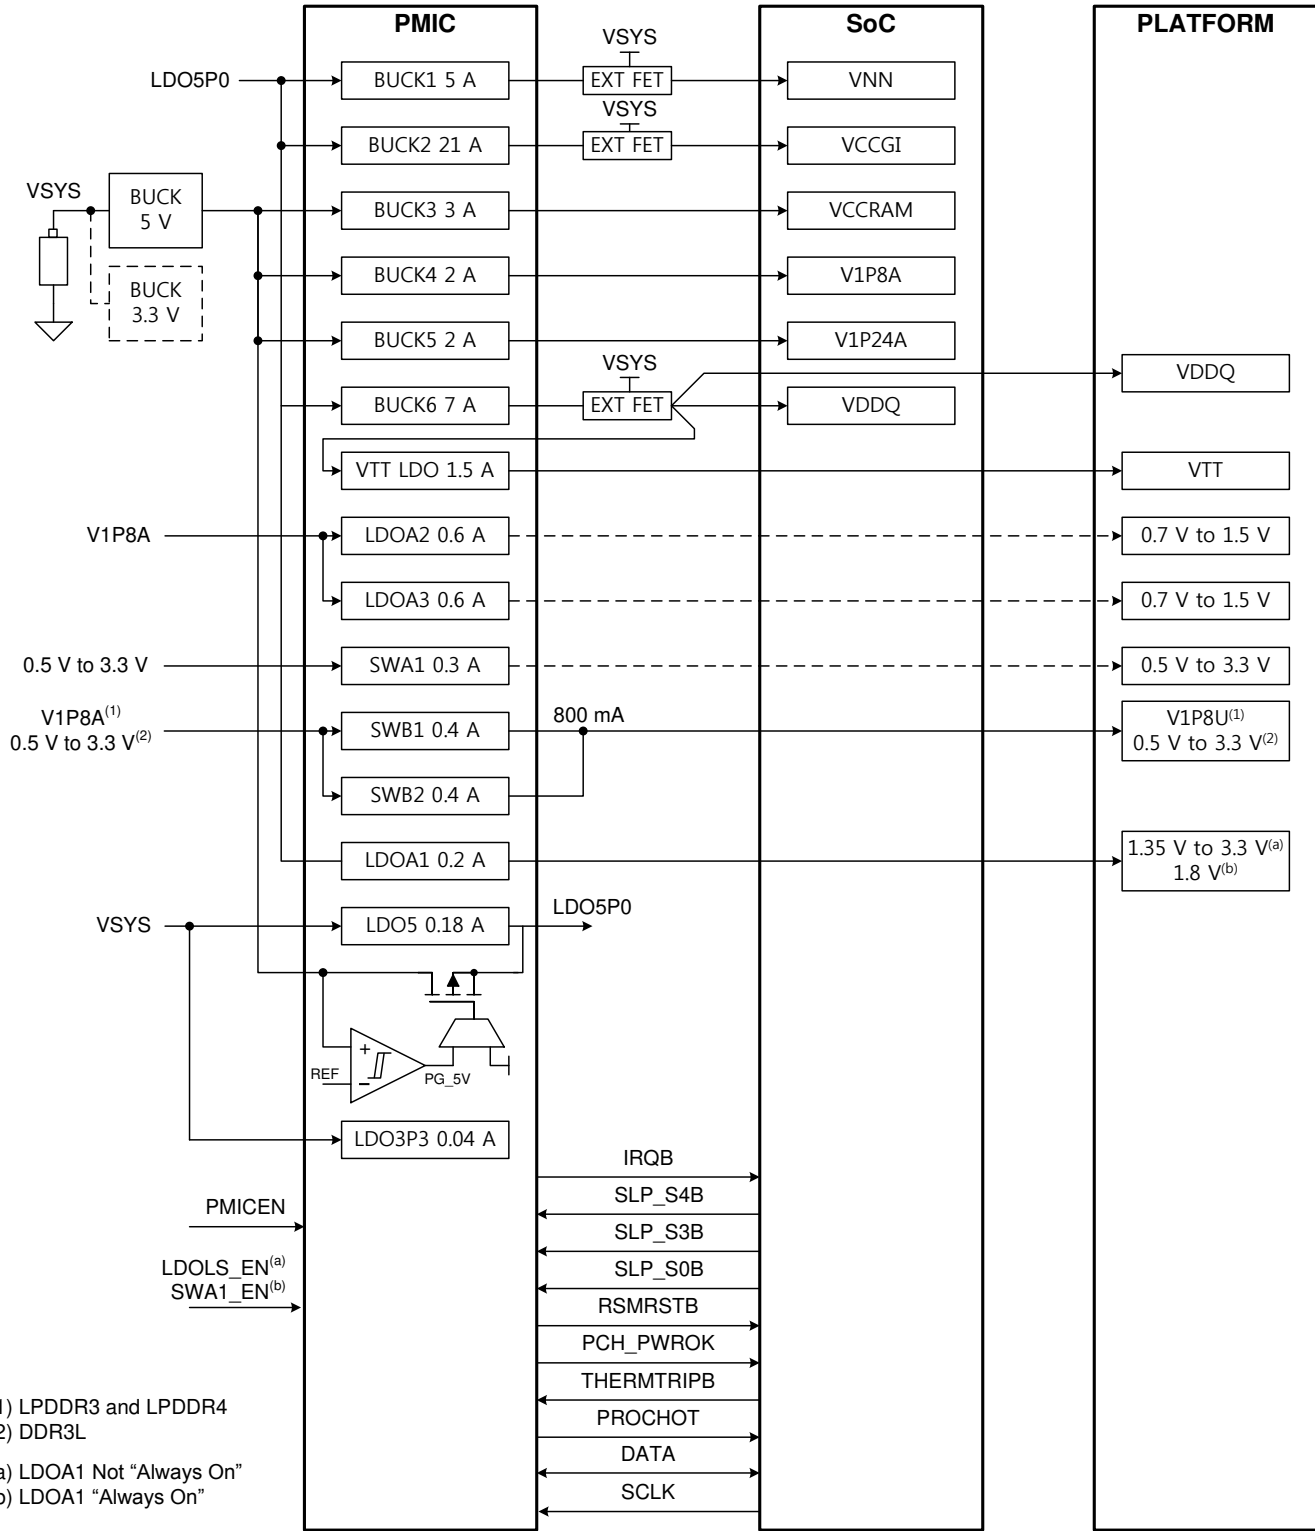 PMIC
SoC
PLATFORM
VSYS
LDO5P0
BUCK1 5 A
EXT FET
VNN
VSYS
BUCK2 21 A
EXT FET
VCCGI
VSYS
BUCK
5 V
BUCK3 3 A
VCCRAM
BUCK
3.3 V
BUCK4 2 A
V1P8A
BUCK5 2 A
V1P24A
VSYS
VDDQ
BUCK6 7 A
EXT FET
VDDQ
VTT LDO 1.5 A
VTT
V1P8A
LDOA2 0.6 A
0.7 V to 1.5 V
LDOA3 0.6 A
0.7 V to 1.5 V
0.5 V to 3.3 V
SWA1 0.3 A
0.5 V to 3.3 V
V1P8A(1)
0.5 V to 3.3 V(2)
SWB1 0.4 A
800 mA
V1P8U(1)
0.5 V to 3.3 V(2)
SWB2 0.4 A
LDOA1 0.2 A
1.35 V to 3.3 V(a)
1.8 V(b)
VSYS
LDO5 0.18 A
LDO5P0
+
REF
−
PG_5V
LDO3P3 0.04 A
IRQB
SLP_S4B
PMICEN
SLP_S3B
LDOLS_EN(a)
SWA1_EN(b)
SLP_S0B
RSMRSTB
PCH_PWROK
THERMTRIPB
PROCHOT
DATA
SCLK
1) LPDDR3 and LPDDR4
2) DDR3L
a) LDOA1 Not “Always On”
b) LDOA1 “Always On”